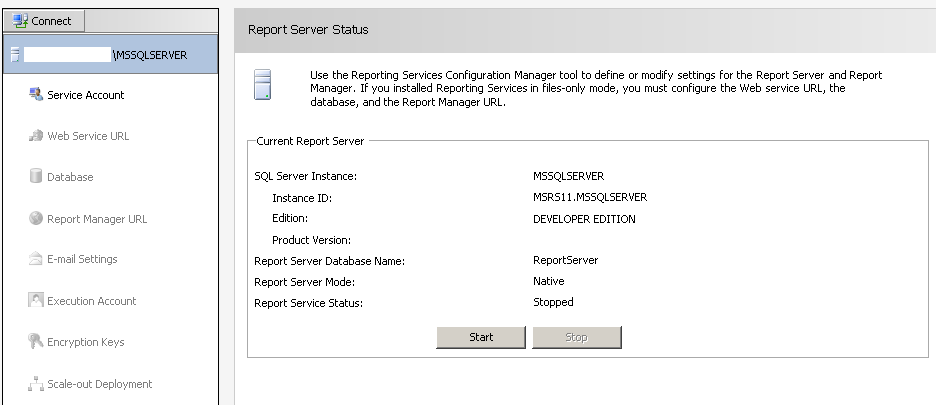 Connect
\MSSQLSERVER
Service Account
Web Service URL
Database
Report Manager URL
E-mail Settings
Execution Account
Encryption Keys
Scale-out Deployment
Report Server Status
Use the Reporting Services Configuration Manager tool to define or modify settings for the Report Server and Report
Manager. If you installed Reporting Services in files-only mode, you must configure the Web service URL, the
database, and the Report Manager URL.
Current Report Server
SQL Server Instance: MSSQLSERVER
Instance ID: MSRS11.MSSQLSERVER
Edition: DEVELOPER EDITION
Product Version:
Report Server Database Name: ReportServer
Report Server Mode: Native
Report Service Status: Stopped
Start Stop